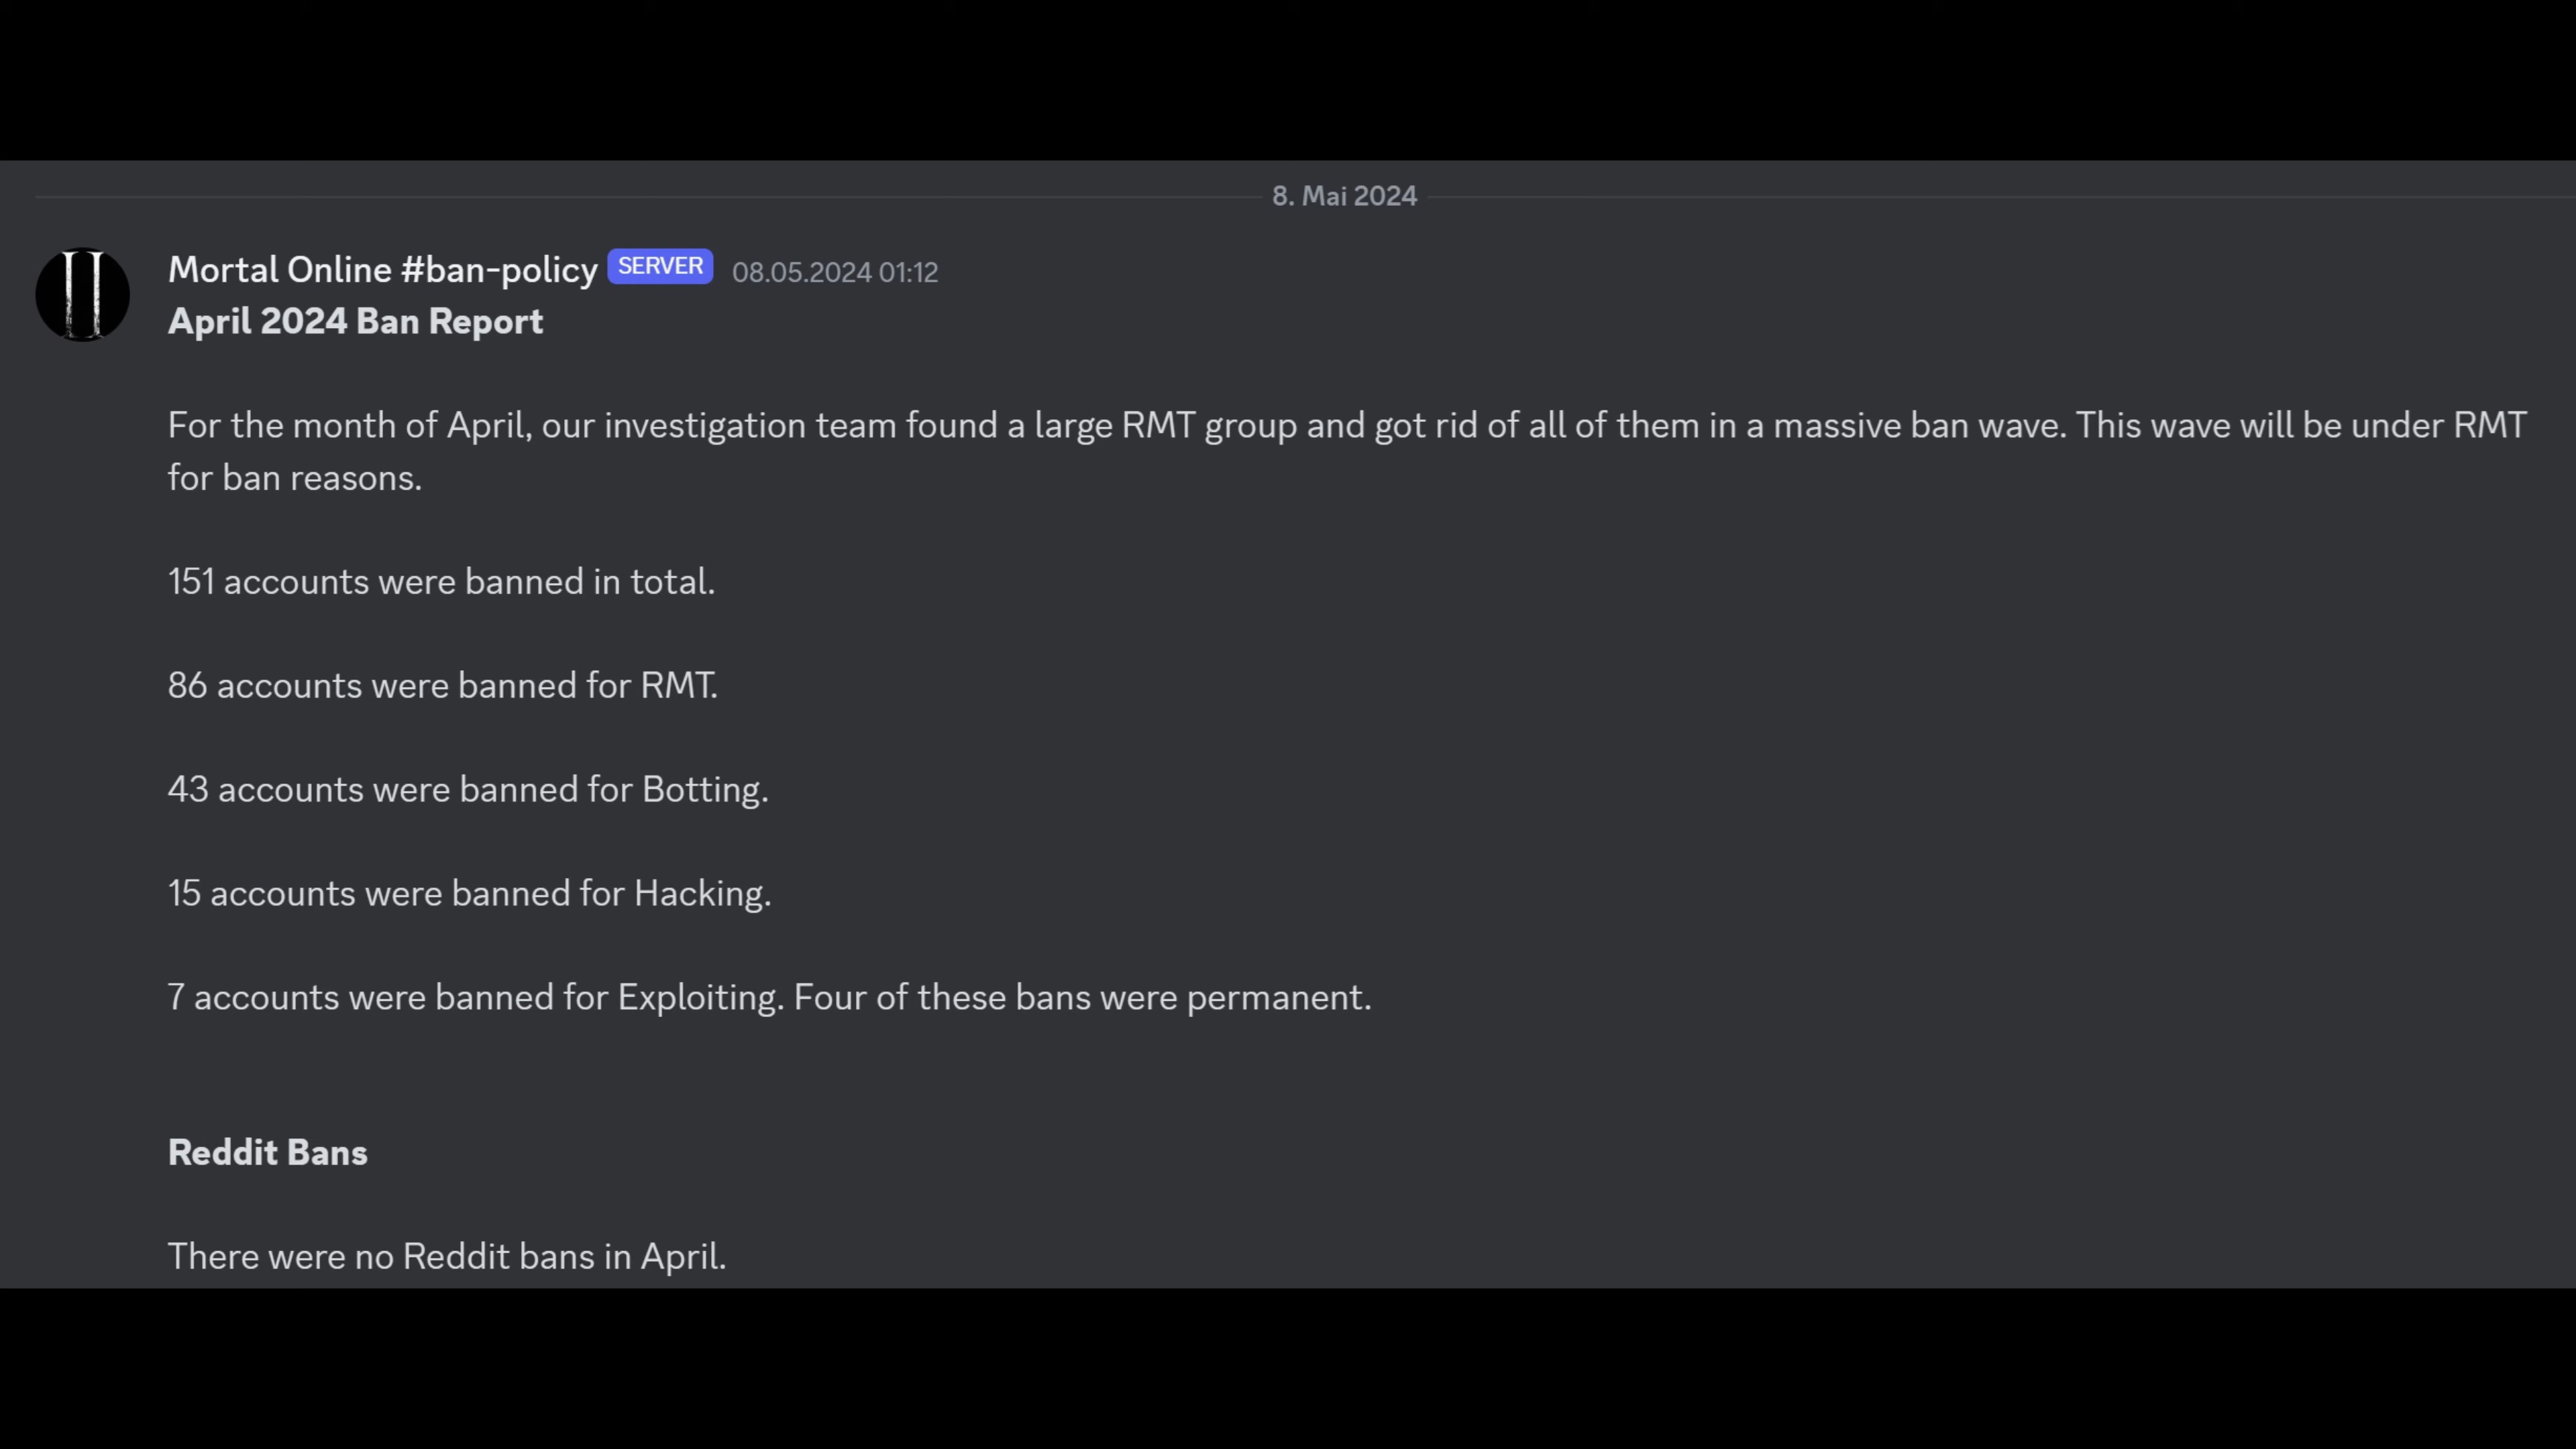 8. Mai 2024
Mortal Online #ban-policy SERVER 08.05.2024 01:12
April 2024 Ban Report
For the month of April, our investigation team found a large RMT group and got rid of all of them in a massive ban wave. This wave will be under RMT
for ban reasons.
151 accounts were banned in total.
86 accounts were banned for RMT.
43 accounts were banned for Botting.
15 accounts were banned for Hacking.
7 accounts were banned for Exploiting. Four of these bans were permanent.
Reddit Bans
There were no Reddit bans in April.